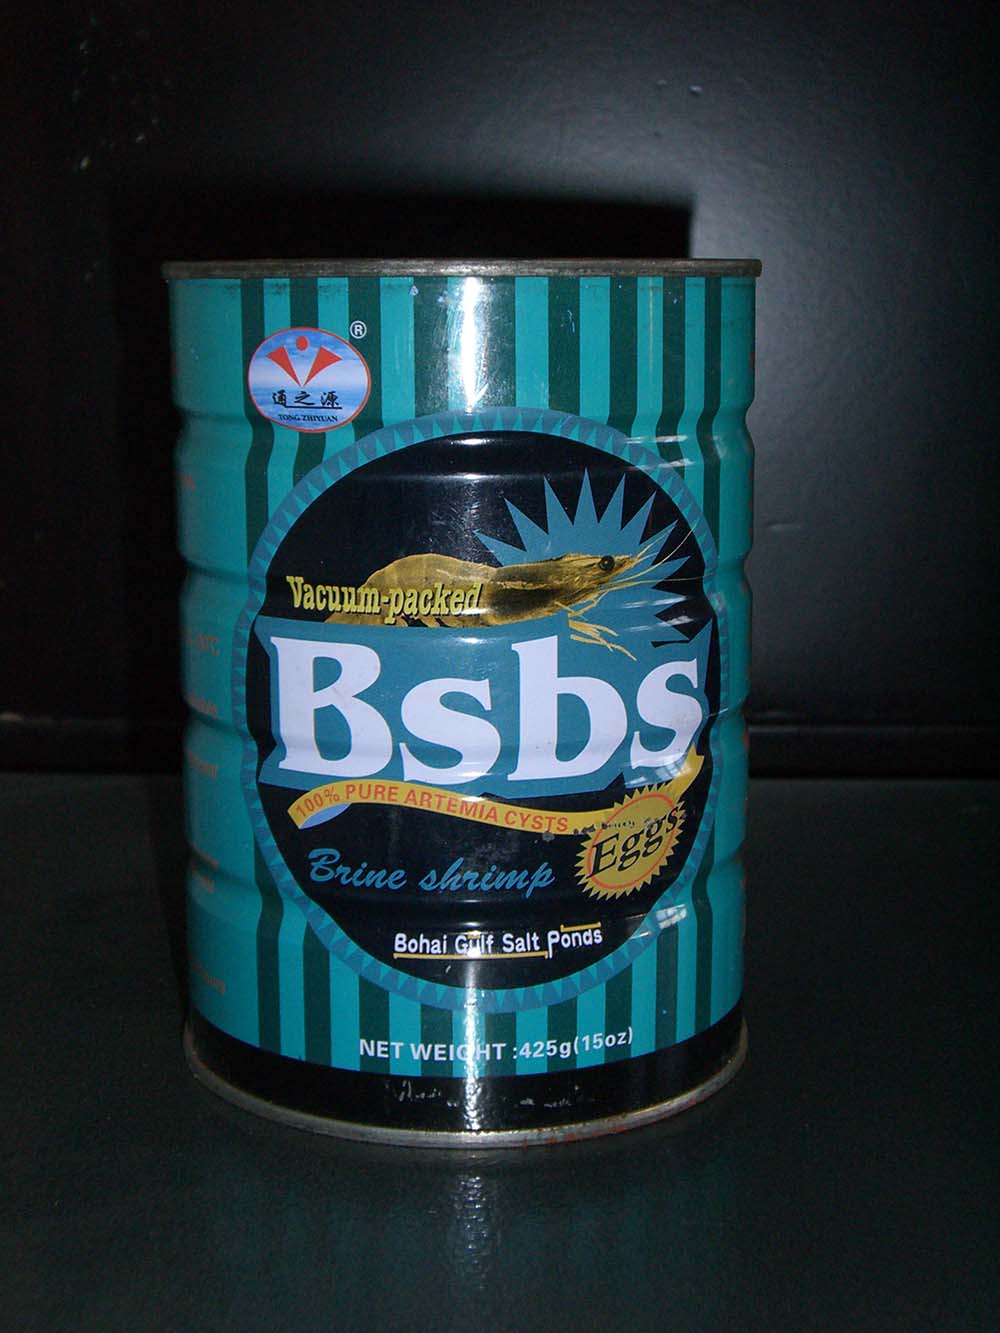 ®
通之源
TONG ZHIYUAN
Vacuum-packed
Bsbs
100% PURE ARTEMIA CYSTS
Eggs
Brine shrimp
Bohai Gulf Salt Ponds
NET WEIGHT :425g(15oz)